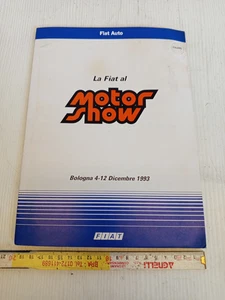 Fiat Auto
La Fiat al
Motor
Show
Bologna 4-12 Dicembre 1993
FIAT